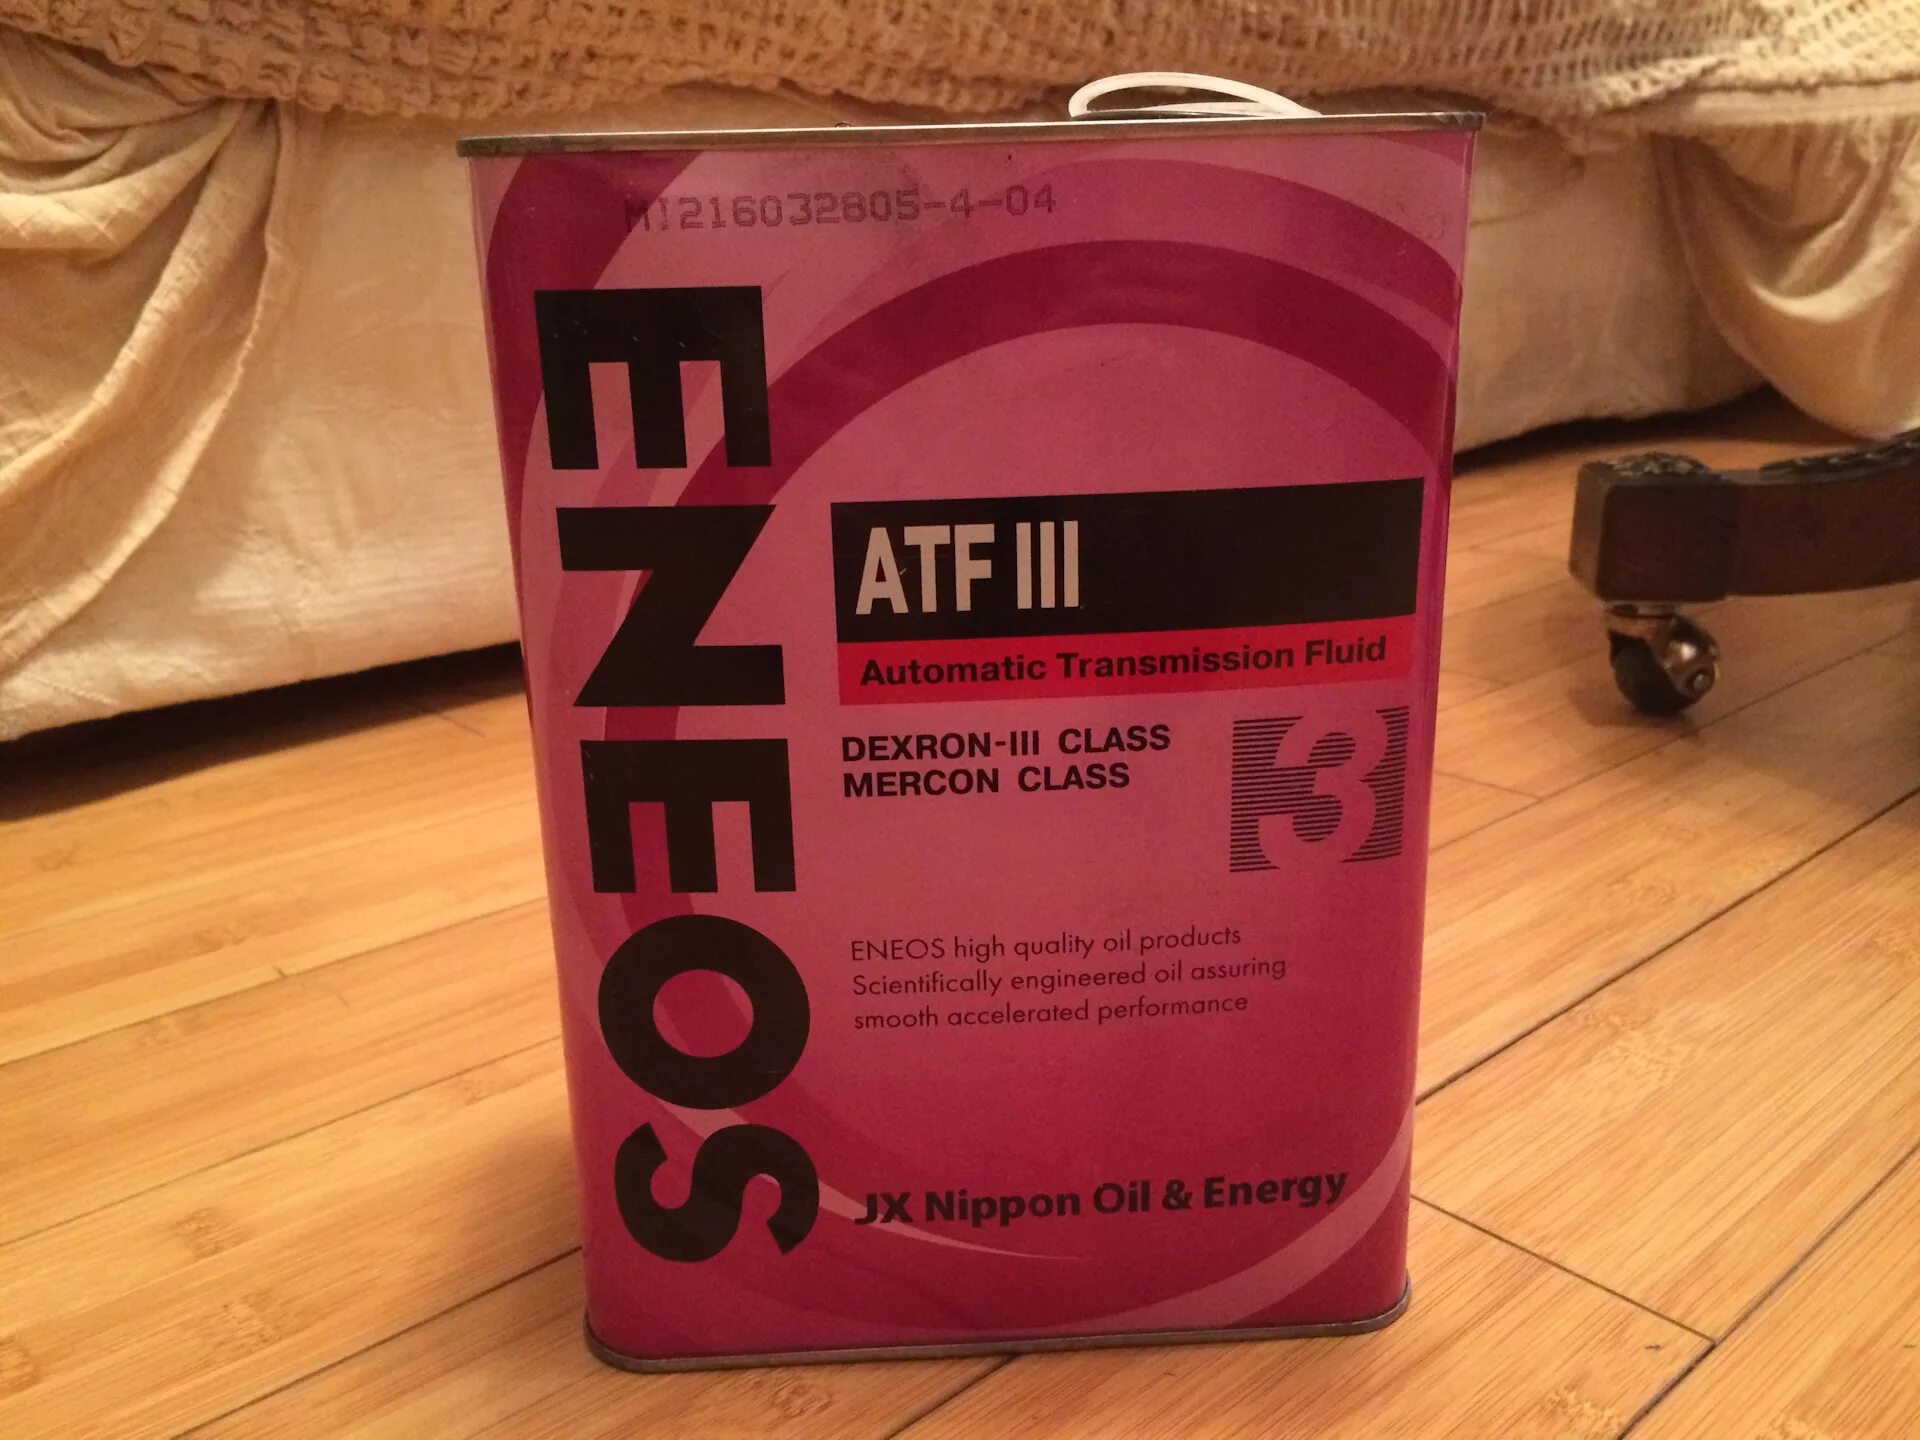 MI216032805-4-04
ENEOS
ATF III
Automatic Transmission Fluid
DEXRON-III CLASS
MERCON CLASS
3
ENEOS high quality oil products
Scientifically engineered oil assuring
smooth accelerated performance
JX Nippon Oil & Energy